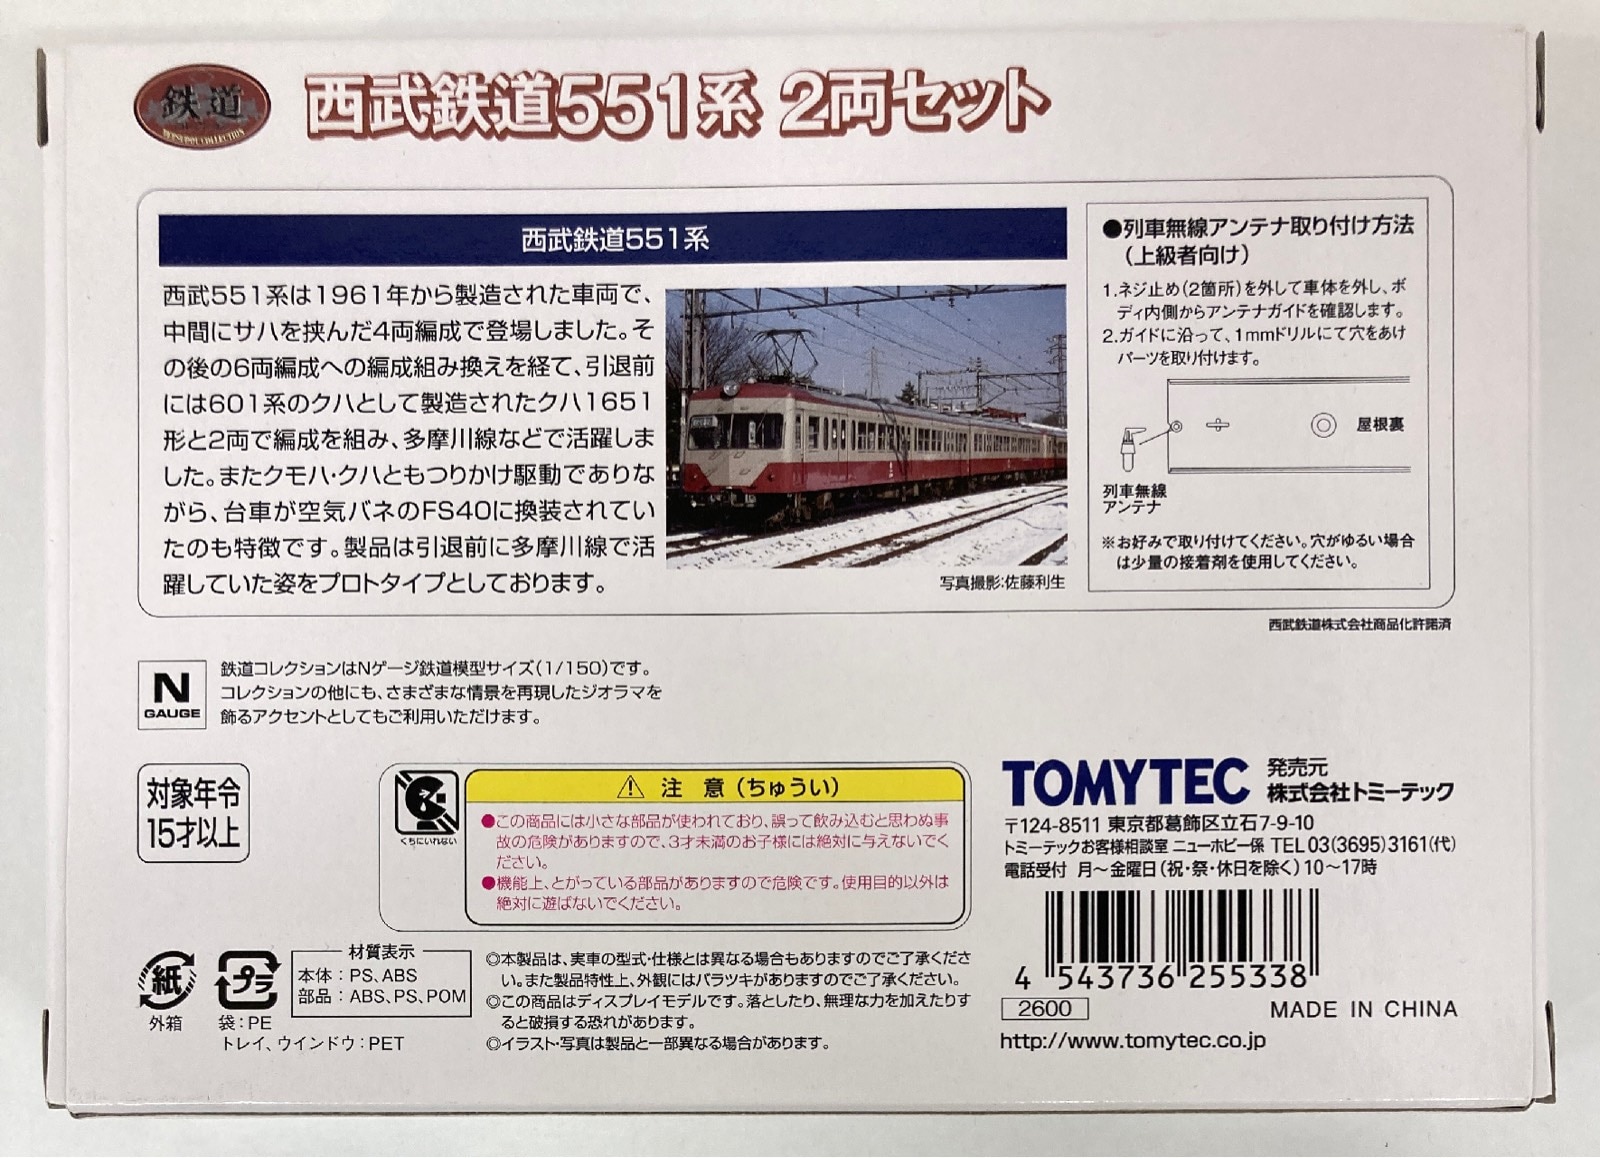 鉄道
西武鉄道551系 2両セット
西武鉄道551系
西武551系は1961年から製造された車両で、
中間にサハを挟んだ4両編成で登場しました。そ
の後の6両編成への編成組み換えを経て、引退前
には601系のクハとして製造されたクハ1651
形と2両で編成を組み、多摩川線などで活躍しま
した。またクモハ・クハともつりかけ駆動でありな
がら、台車が空気バネのFS40に換装されてい
たのも特徴です。製品は引退前に多摩川線で活
躍していた姿をプロトタイプとしております。
写真撮影:佐藤利生
●列車無線アンテナ取り付け方法
（上級者向け）
1.ネジ止め(2箇所)を外して車体を外し、ボ
ディ内側からアンテナガイドを確認します。
2.ガイドに沿って、1mmドリルにて穴をあけ
パーツを取り付けます。
屋根裏
列車無線
アンテナ
※お好みで取り付けてください。穴がゆるい場合
は少量の接着剤を使用してください。
西武鉄道株式会社商品化許諾済
N
GAUGE
鉄道コレクションはNゲージ鉄道模型サイズ(1/150)です。
コレクションの他にも、さまざまな情景を再現したジオラマを
飾るアクセントとしてもご利用いただけます。
対象年令
15才以上
くちにいれない
注 意（ちゅうい）
●この商品には小さな部品が使われており、誤って飲み込むと思わぬ事
故の危険がありますので、3才未満のお子様には絶対に与えないでく
ださい。
●機能上、とがっている部品がありますので危険です。使用目的以外は
絶対に遊ばないでください。
TOMYTEC
発売元
株式会社トミーテック
〒124-8511 東京都葛飾区立石7-9-10
トミーテックお客様相談室 ニューホビー係 TEL 03(3695)3161(代)
電話受付 月～金曜日(祝・祭・休日を除く)10～17時
4 543736 255338
2600
MADE IN CHINA
http://www.tomytec.co.jp
紙
外箱
プラ
袋：PE
トレイ、ウインドウ：PET
材質表示
本体：PS、ABS
部品：ABS、PS、POM
◎本製品は、実車の型式・仕様とは異なる場合もありますのでご了承くださ
い。また製品特性上、外観にはバラツキがありますのでご了承ください。
◎この商品はディスプレイモデルです。落としたり、無理な力を加えたりす
ると破損する恐れがあります。
◎イラスト・写真は製品と一部異なる場合があります。